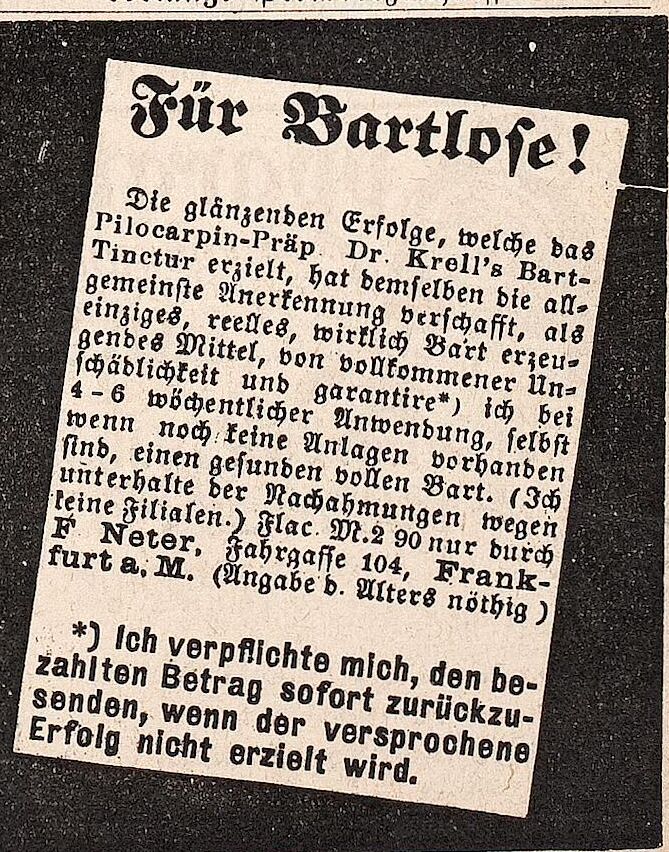 Für Bartlose!
Die glänzenden Erfolge, welche das
Pilocarpin-Präp Dr. Krell's Bart-
Tinctur erzielt, hat demselben die all-
gemeinste Anerkennung verschafft, als
einziges, reelles, wirklich Bart erzeu-
gendes Mittel, von vollkommener Un-
schädlichkeit und garantire*) ich bei
4-6 wöchentlicher Anwendung, selbst
wenn noch keine Anlagen vorhanden
sind, einen gesunden vollen Bart. (Ich
unterhalte der Nachahmungen wegen
keine Filialen.) Flac. M. 2 90 nur durch
F Neter, Fahrgasse 104, Frank-
furt a. M. (Angabe d. Alters nöthig)
*) Ich verpflichte mich, den be-
zahlten Betrag sofort zurückzu-
senden, wenn der versprochene
Erfolg nicht erzielt wird.